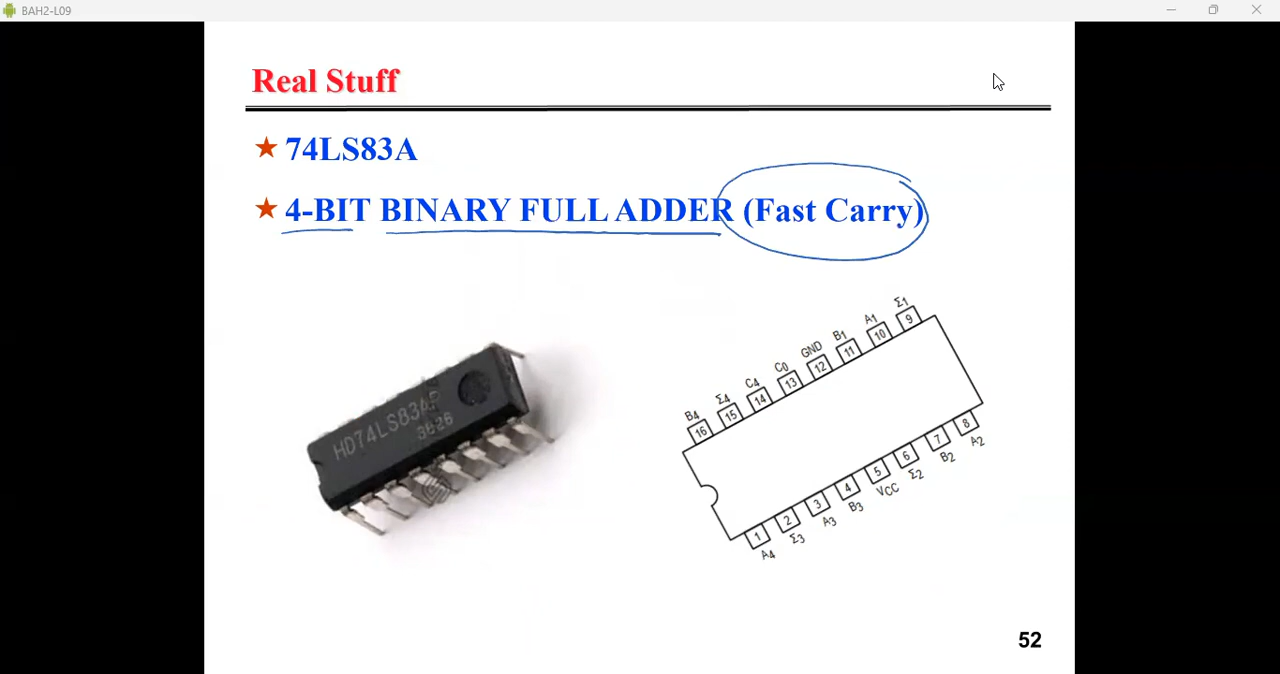 BAH2-L09
Real Stuff
★ 74LS83A
★ 4-BIT BINARY FULL ADDER (Fast Carry)
HD74LS83AP
3E26
B4 Σ4 C4 C0 GND B1 A1 Σ1
16 15 14 13 12 11 10 9
1 2 3 4 5 6 7 8
A4 Σ3 A3 B3 VCC Σ2 B2 A2
52